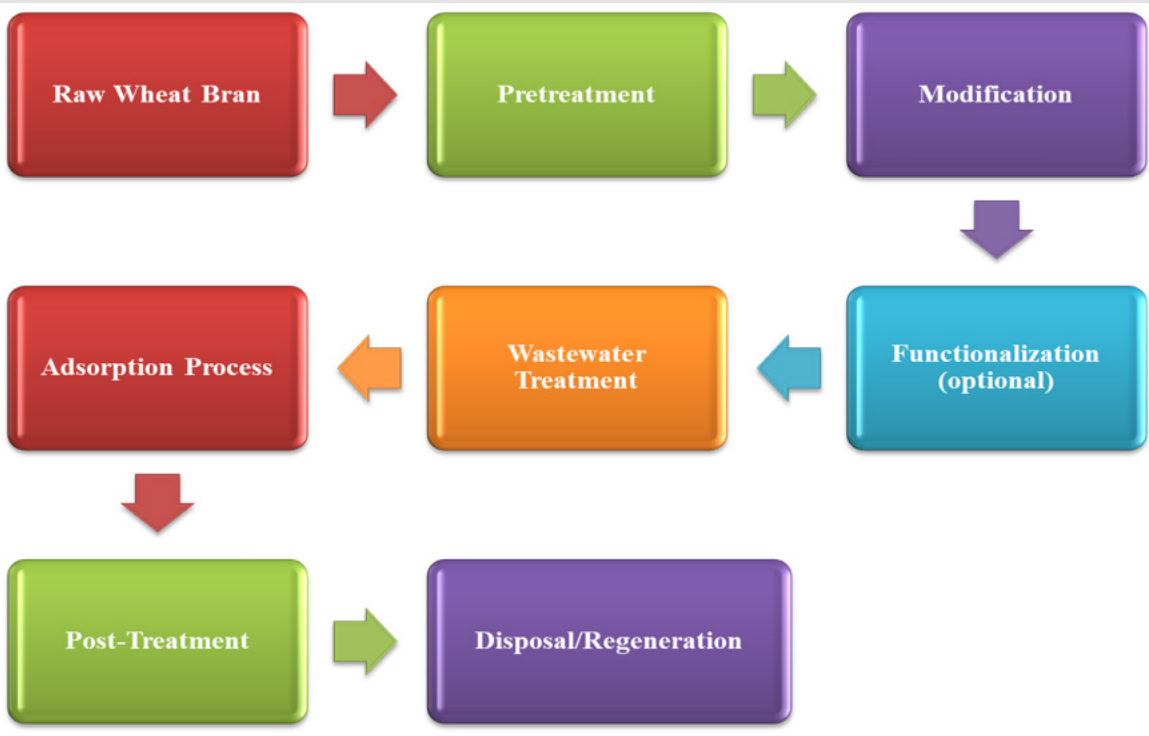 Raw Wheat Bran
Pretreatment
Modification
Functionalization
(optional)
Wastewater
Treatment
Adsorption Process
Post-Treatment
Disposal/Regeneration